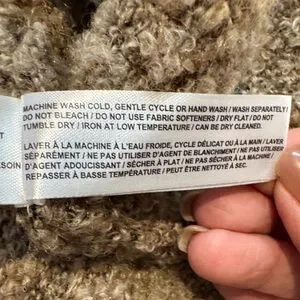 MACHINE WASH COLD, GENTLE CYCLE OR HAND WASH / WASH SEPARATELY /
DO NOT BLEACH / DO NOT USE FABRIC SOFTENERS / DRY FLAT / DO NOT
TUMBLE DRY / IRON AT LOW TEMPERATURE / CAN BE DRY CLEANED.
T
LAVER À LA MACHINE À L'EAU FROIDE, CYCLE DÉLICAT OU À LA MAIN / LAVER
SÉPARÉMENT / NE PAS UTILISER D'AGENT DE BLANCHIMENT / NE PAS UTILISER
SOIN
D'AGENT ADOUCISSANT / SÉCHER À PLAT / NE PAS SÉCHER À LA MACHINE /
REPASSER À BASSE TEMPÉRATURE / PEUT ÊTRE NETTOYÉ À SEC.